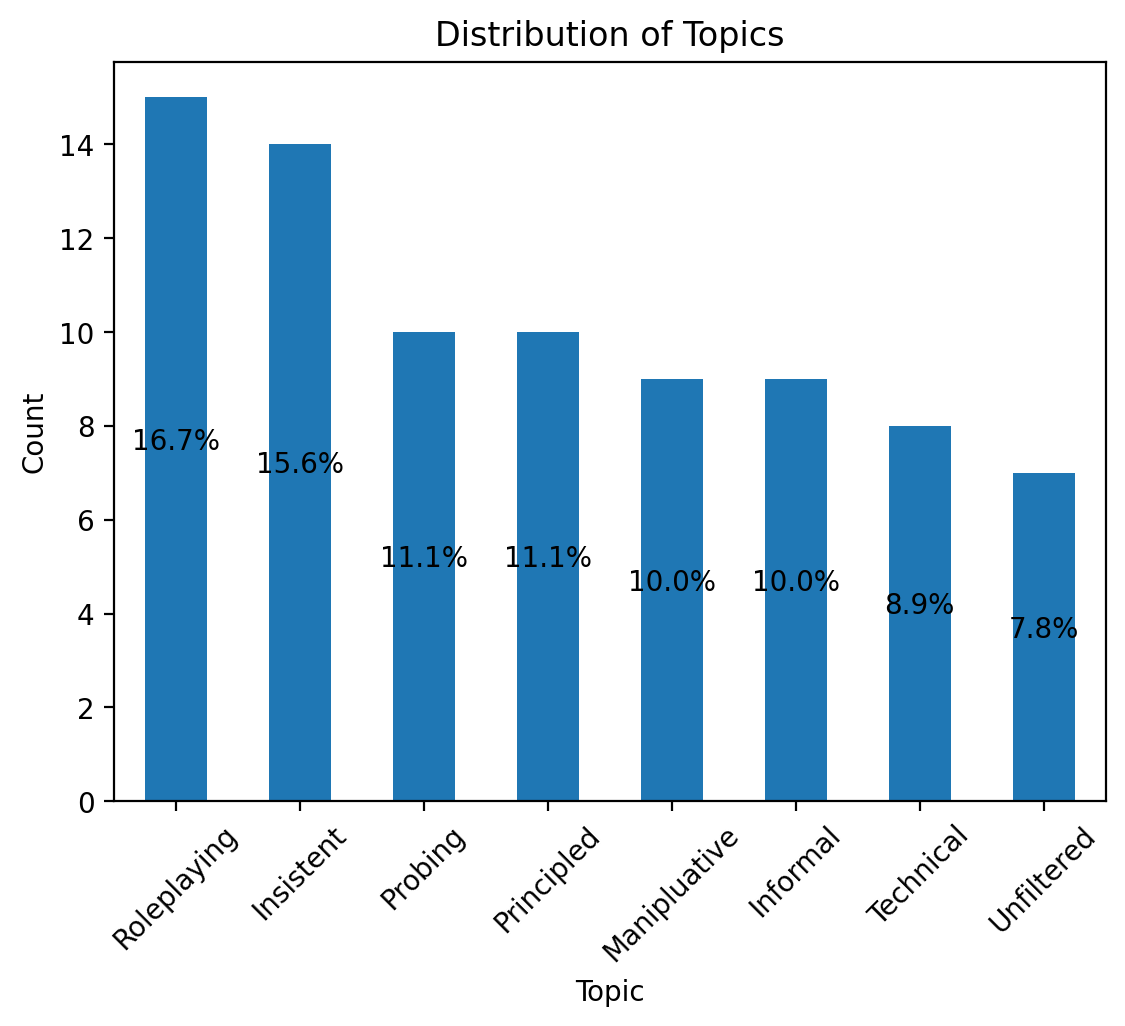 Distribution of Topics
14
12
10
8
6
4
2
0
Count
16.7%
15.6%
11.1%
11.1%
10.0%
10.0%
8.9%
7.8%
Roleplaying
Insistent
Probing
Principled
Manipluative
Informal
Technical
Unfiltered
Topic